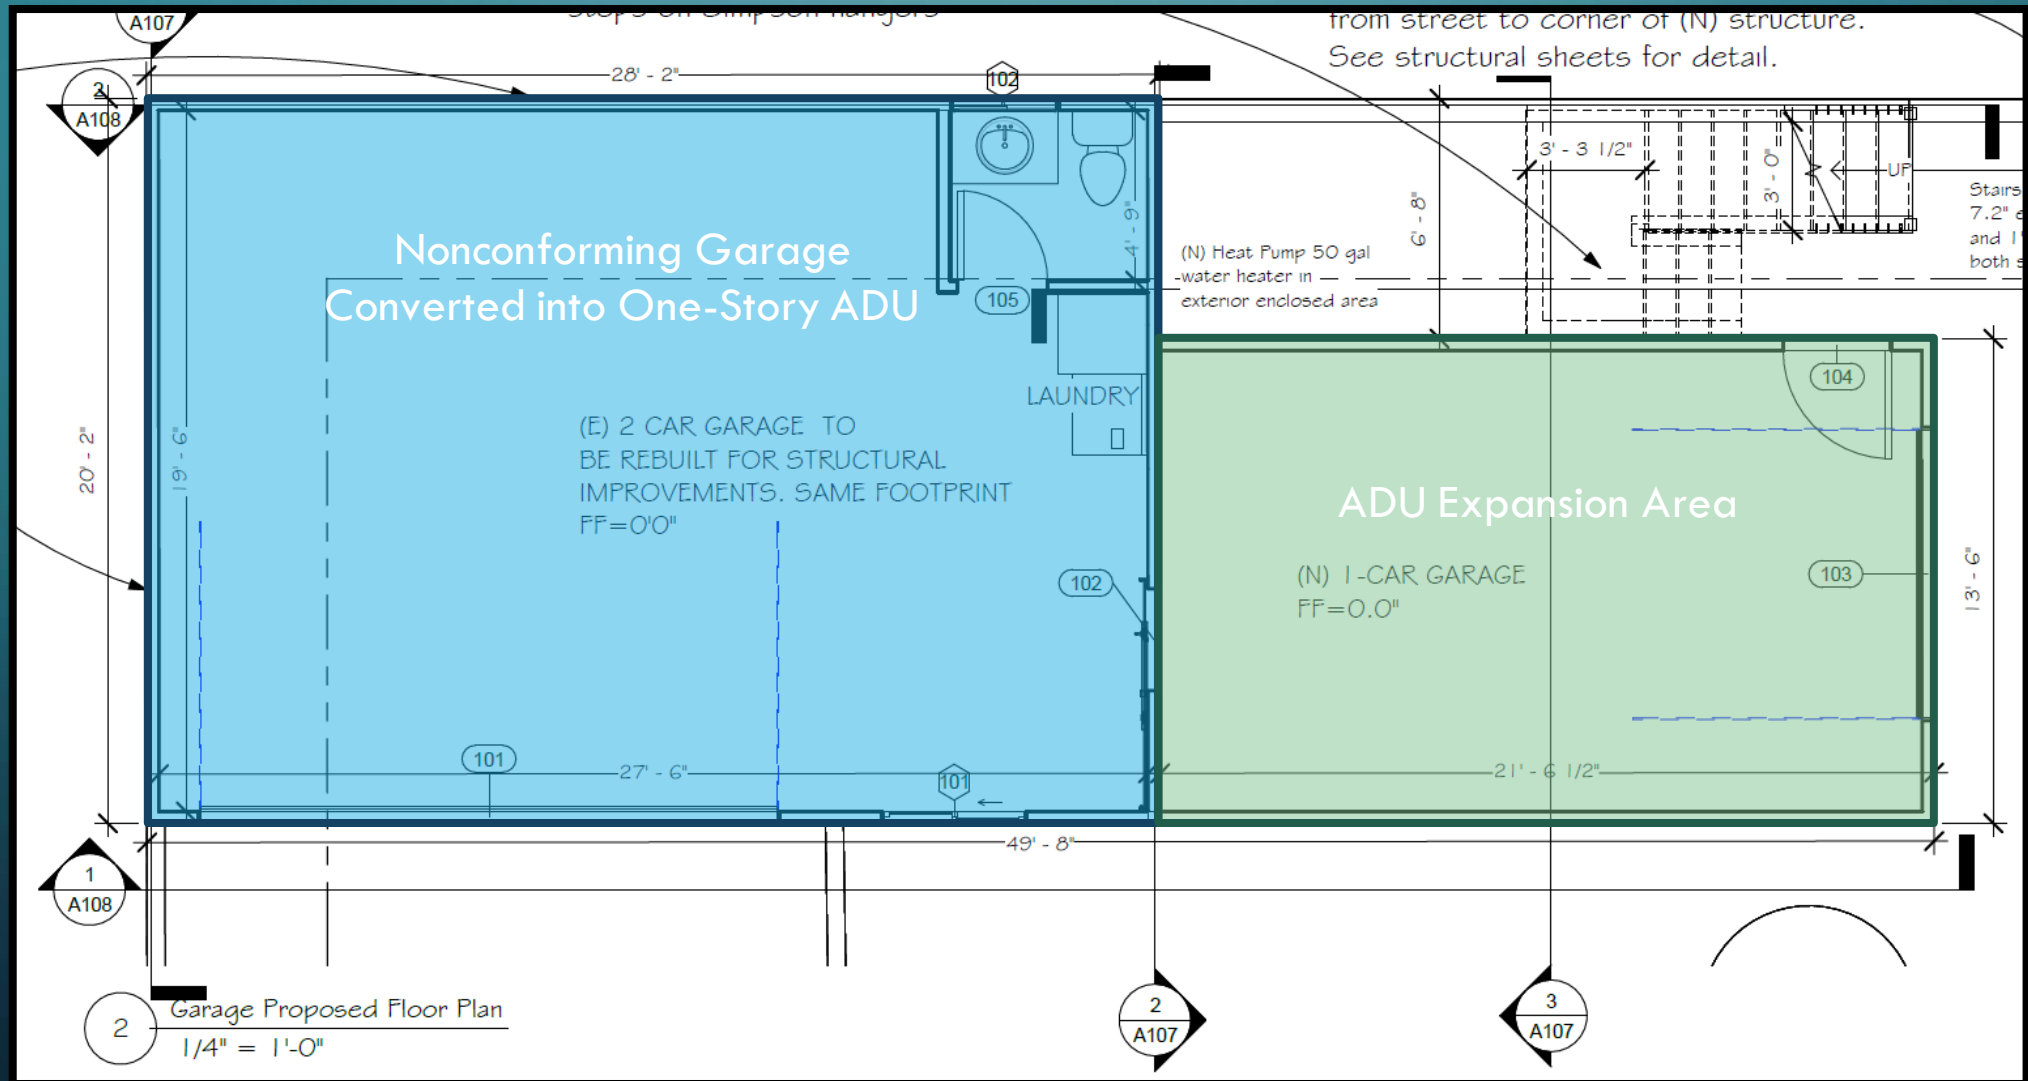 A107
from street to corner of (N) structure.
See structural sheets for detail.
28' - 2"
102
2
A108
3' - 3 1/2"
3' - 0"
UP
Stairs
7.2"
and 1'
both
6' - 8"
4' - 9"
(N) Heat Pump 50 gal
water heater in
exterior enclosed area
Nonconforming Garage
Converted into One-Story ADU
105
104
LAUNDRY
20' - 2"
19' - 6"
(E) 2 CAR GARAGE TO
BE REBUILT FOR STRUCTURAL
IMPROVEMENTS. SAME FOOTPRINT
FF=0'0"
ADU Expansion Area
(N) 1-CAR GARAGE
FF=0.0"
102
103
13' - 6"
101
27' - 6"
101
21' - 6 1/2"
49' - 8"
1
A108
2
Garage Proposed Floor Plan
1/4" = 1'-0"
2
A107
3
A107